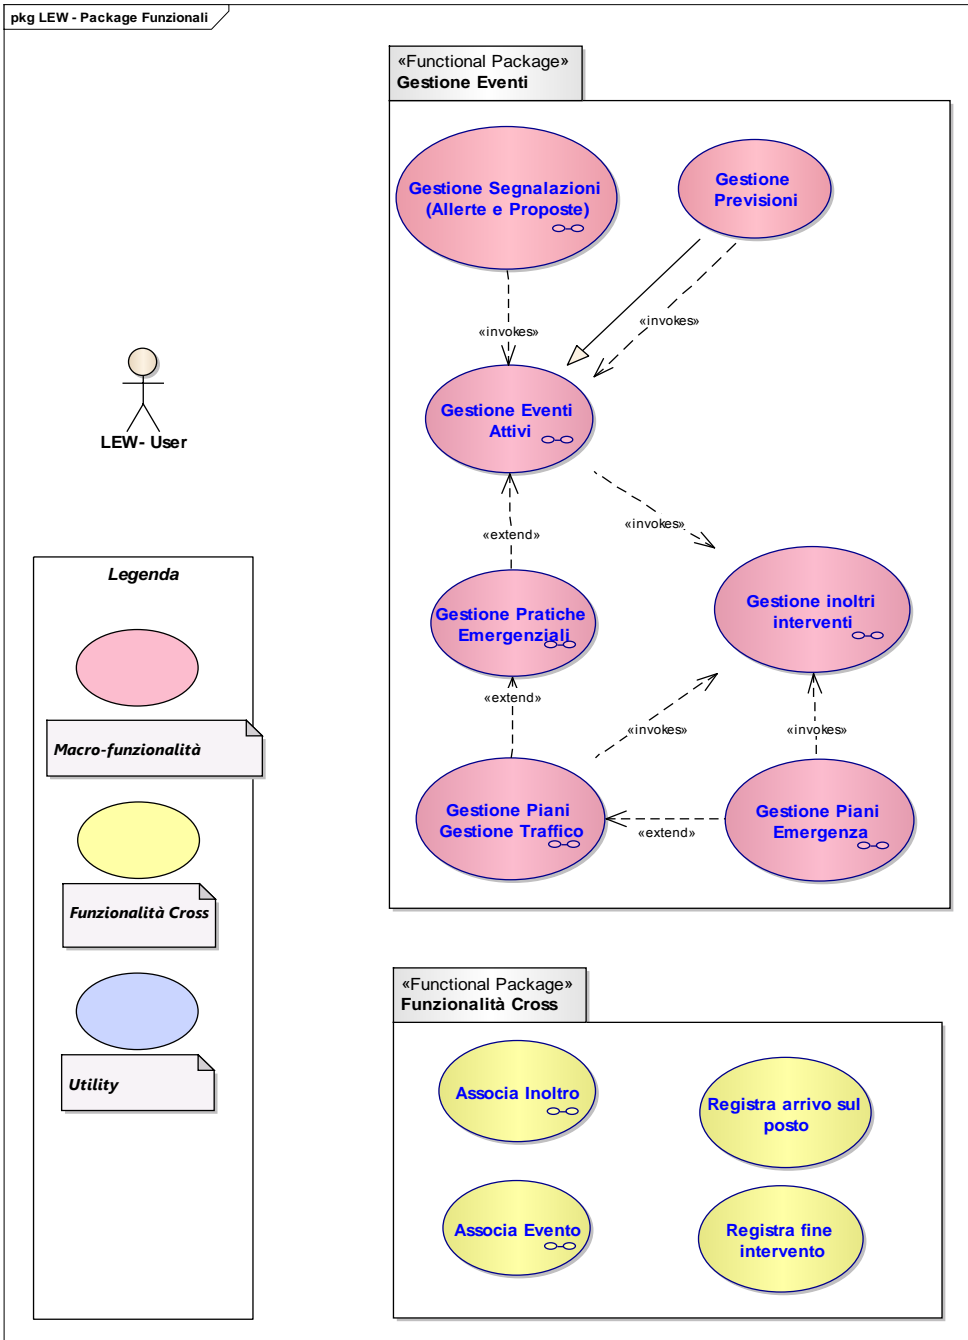 pkg LEW - Package Funzionali
«Functional Package»
Gestione Eventi
Gestione Segnalazioni
(Allerte e Proposte)
Gestione
Previsioni
«invokes»
«invokes»
LEW- User
Gestione Eventi
Attivi
«invokes»
«extend»
Legenda
Gestione Pratiche
Emergenziali
Gestione inoltri
interventi
«extend»
«invokes»
«invokes»
Macro-funzionalità
Gestione Piani
Gestione Traffico
«extend»
Gestione Piani
Emergenza
Funzionalità Cross
Utility
«Functional Package»
Funzionalità Cross
Associa Inoltro
Registra arrivo sul
posto
Associa Evento
Registra fine
intervento